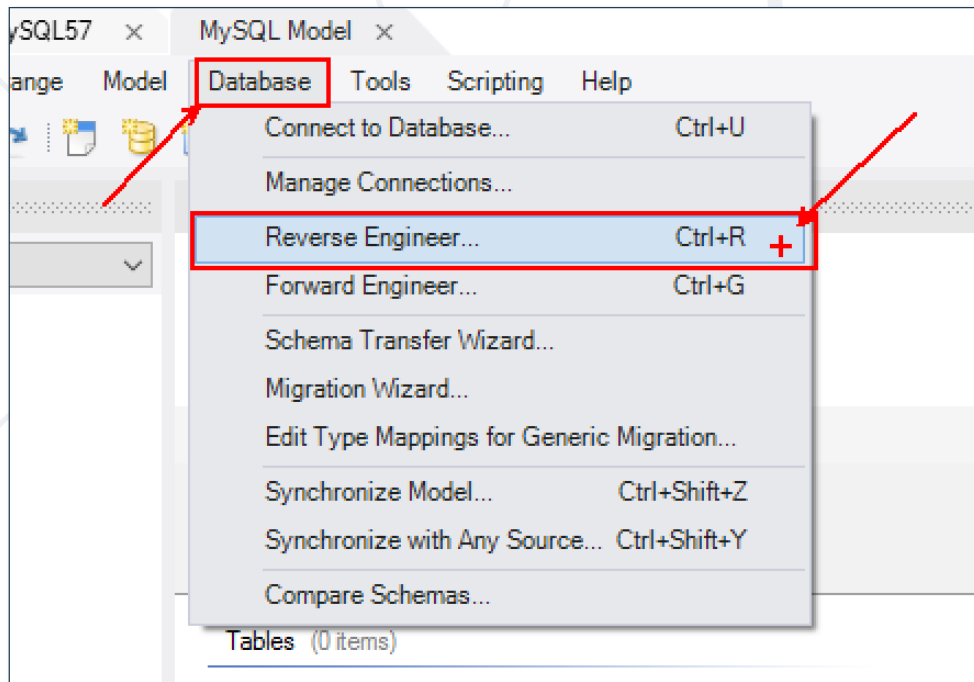 ySQL57 × MySQL Model ×
ange Model Database Tools Scripting Help
Connect to Database... Ctrl+U
Manage Connections...
Reverse Engineer... Ctrl+R +
Forward Engineer... Ctrl+G
Schema Transfer Wizard...
Migration Wizard...
Edit Type Mappings for Generic Migration...
Synchronize Model... Ctrl+Shift+Z
Synchronize with Any Source... Ctrl+Shift+Y
Compare Schemas...
Tables (0 items)